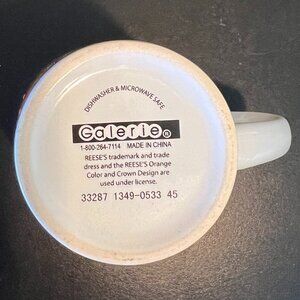 DISHWASHER & MICROWAVE SAFE
Galerie®
1-800-264-7114 MADE IN CHINA
REESE'S trademark and trade
dress and the REESE'S Orange
Color and Crown Design are
used under license.
33287 1349-0533 45